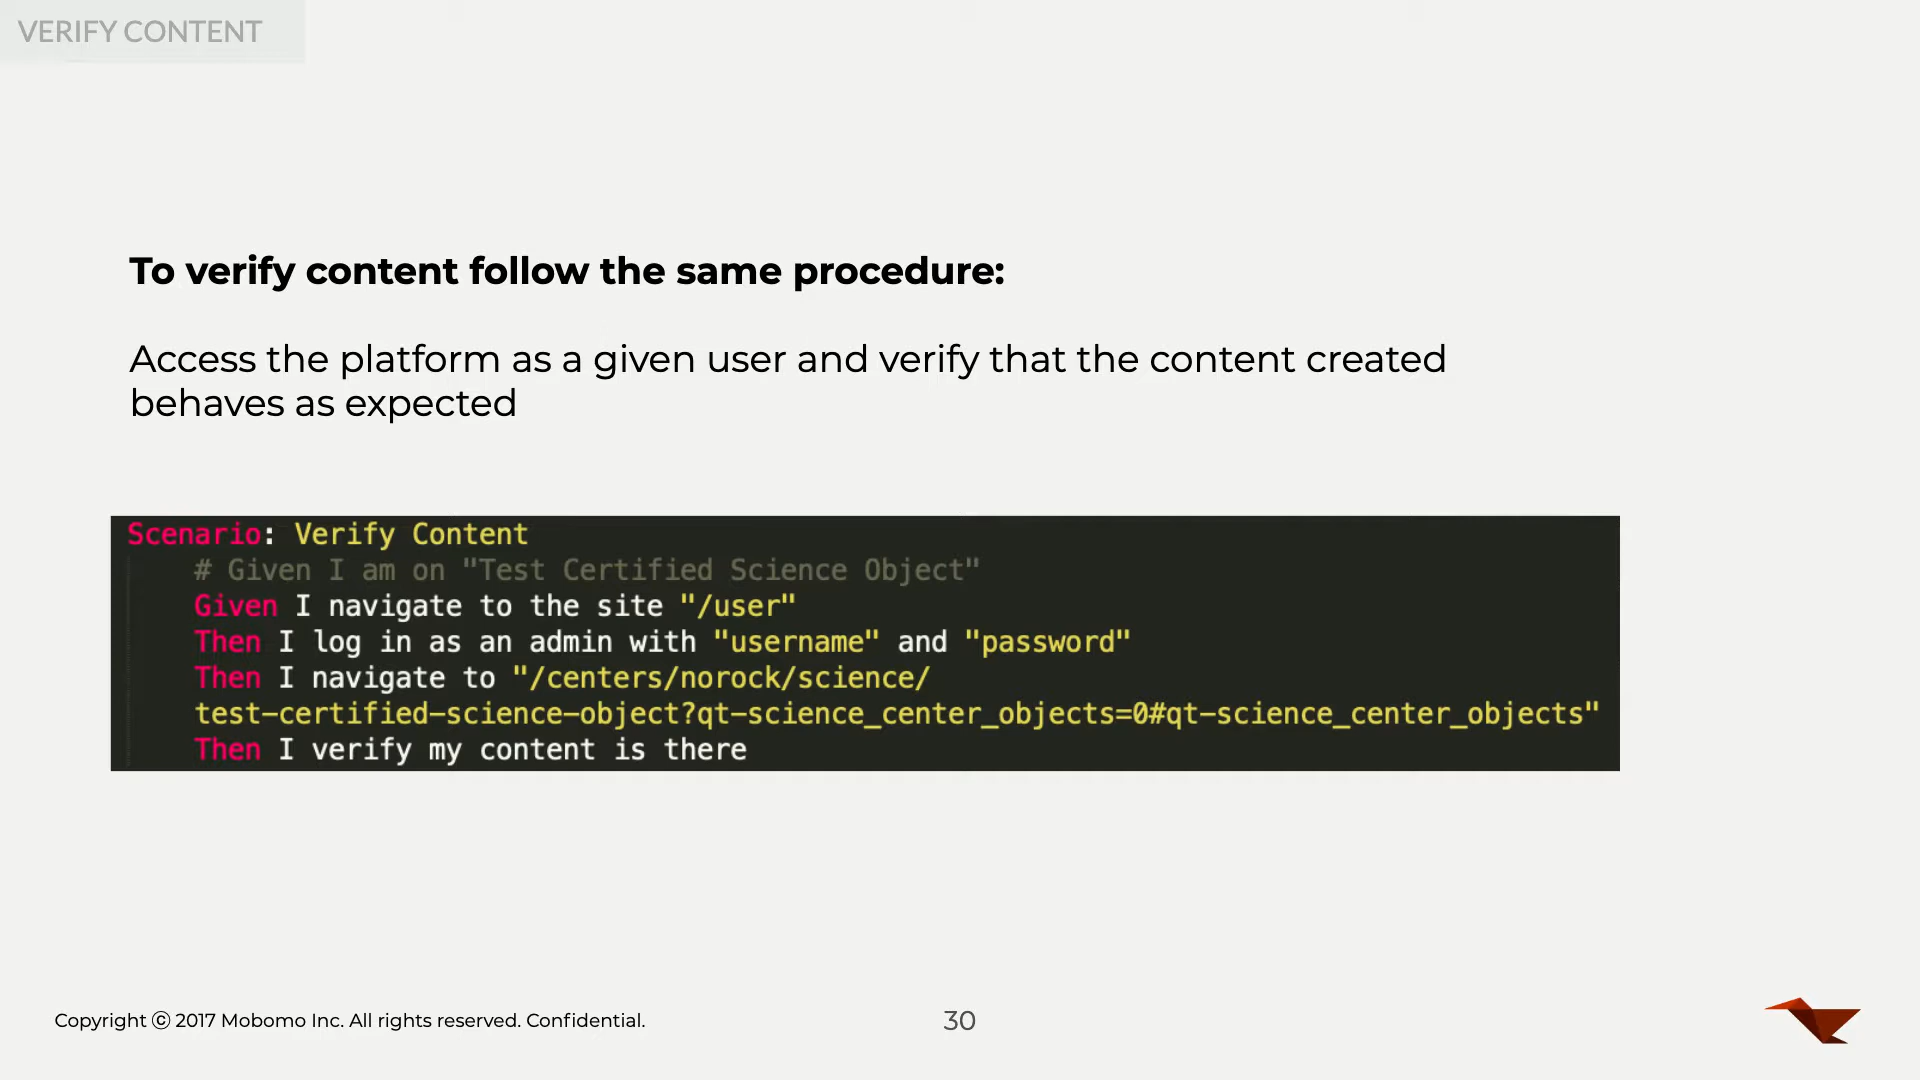 VERIFY CONTENT
To verify content follow the same procedure:
Access the platform as a given user and verify that the content created
behaves as expected
Scenario: Verify Content
# Given I am on "Test Certified Science Object"
Given I navigate to the site "/user"
Then I log in as an admin with "username" and "password"
Then I navigate to "/centers/norock/science/
test-certified-science-object?qt-science_center_objects=0#qt-science_center_objects"
Then I verify my content is there
Copyright ⓒ 2017 Mobomo Inc. All rights reserved. Confidential.
30